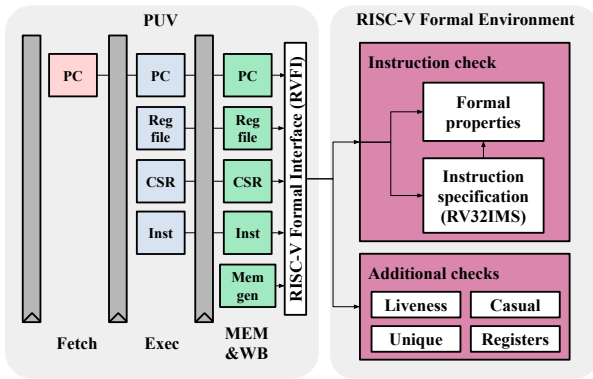 PUV
RISC-V Formal Environment
PC
PC
PC
Reg
file
Reg
file
CSR
CSR
Inst
Inst
Mem
gen
RISC-V Formal Interface (RVFI)
Fetch
Exec
MEM
&WB
Instruction check
Formal
properties
Instruction
specification
(RV32IMS)
Additional checks
Liveness
Casual
Unique
Registers